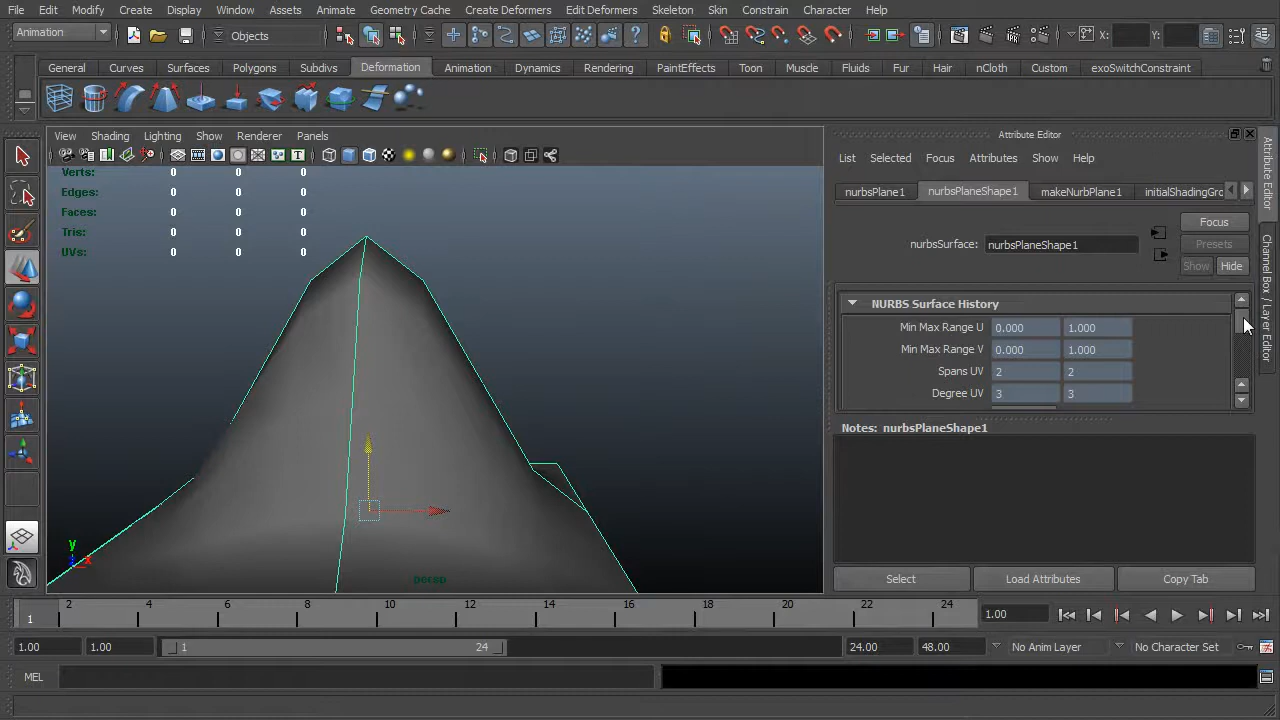 File Edit Modify Create Display Window Assets Animate Geometry Cache Create Deformers Edit Deformers Skeleton Skin Constrain Character Help
Animation Objects X: Y:
General Curves Surfaces Polygons Subdivs Deformation Animation Dynamics Rendering PaintEffects Toon Muscle Fluids Fur Hair nCloth Custom exoSwitchConstraint
View Shading Lighting Show Renderer Panels
Verts: 0 0 0
Edges: 0 0 0
Faces: 0 0 0
Tris: 0 0 0
UVs: 0 0 0
y
x
persp
Attribute Editor
List Selected Focus Attributes Show Help
nurbsPlane1 nurbsPlaneShape1 makeNurbPlane1 initialShadingGro
Focus
nurbsSurface: nurbsPlaneShape1 Presets
Show Hide
NURBS Surface History
Min Max Range U 0.000 1.000
Min Max Range V 0.000 1.000
Spans UV 2 2
Degree UV 3 3
Notes: nurbsPlaneShape1
Select Load Attributes Copy Tab
Attribute Editor
Channel Box / Layer Editor
1 2 4 6 8 10 12 14 16 18 20 22 24 1.00
1.00 1.00 1 24 24.00 48.00 No Anim Layer No Character Set
MEL